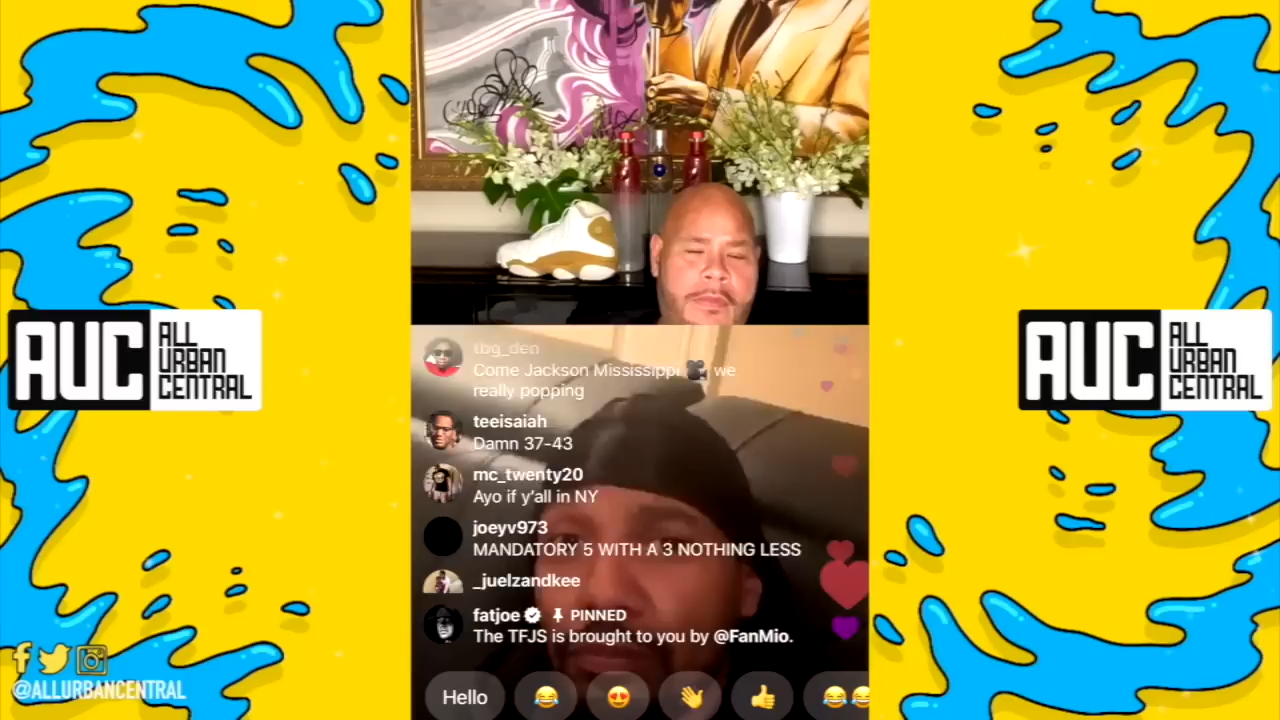 AUC
ALL
URBAN
CENTRAL
AUC
ALL
URBAN
CENTRAL
tbg_den
Come Jackson Mississippi 🎥 we
really popping
teeisaiah
Damn 37-43
mc_twenty20
Ayo if y'all in NY
joeyv973
MANDATORY 5 WITH A 3 NOTHING LESS
_juelzandkee
fatjoe PINNED
The TFJS is brought to you by @FanMio.
Hello
@ALLURBANCENTRAL